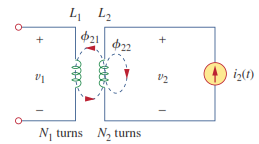 L₁ L₂
ϕ₂₁ ϕ₂₂
+ +
v₁ v₂ i₂(t)
− −
N₁ turns N₂ turns